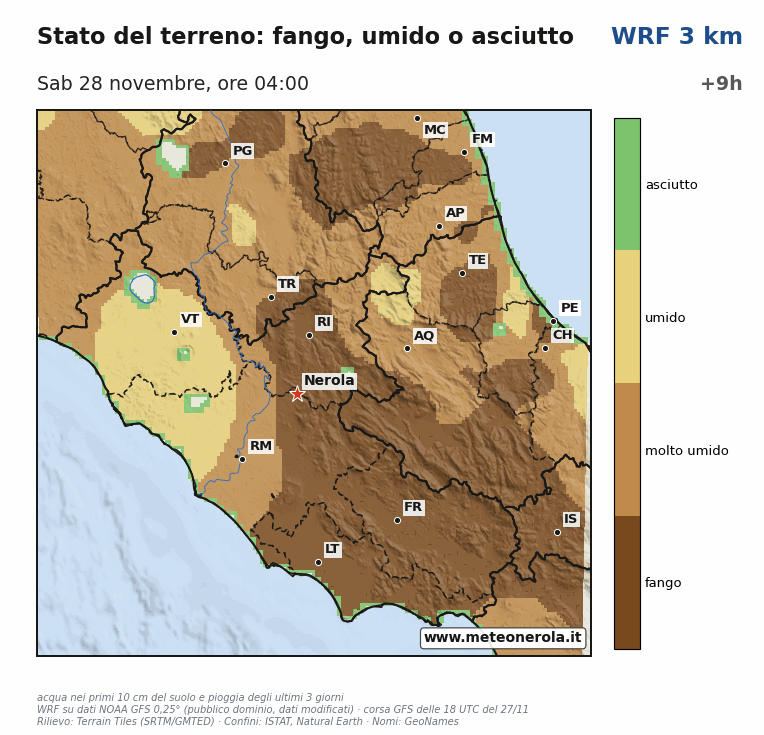 Stato del terreno: fango, umido o asciutto
WRF 3 km
Sab 28 novembre, ore 04:00
+9h
MC
FM
PG
AP
TE
TR
PE
VT
RI
AQ
CH
Nerola
RM
FR
IS
LT
www.meteonerola.it
asciutto
umido
molto umido
fango
acqua nei primi 10 cm del suolo e pioggia degli ultimi 3 giorni
WRF su dati NOAA GFS 0,25° (pubblico dominio, dati modificati) · corsa GFS delle 18 UTC del 27/11
Rilievo: Terrain Tiles (SRTM/GMTED) · Confini: ISTAT, Natural Earth · Nomi: GeoNames